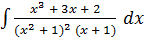 ∫ (x³ + 3x + 2) / ((x² + 1)² (x + 1)) dx